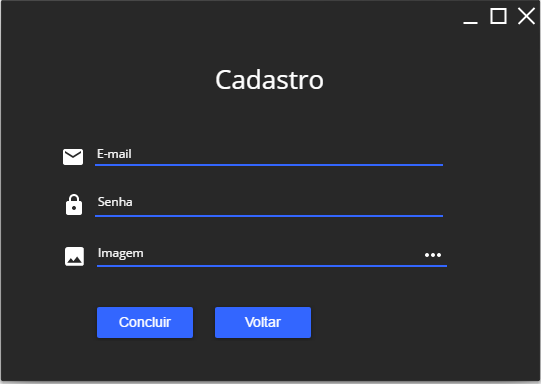 Cadastro
E-mail
Senha
Imagem
Concluir
Voltar